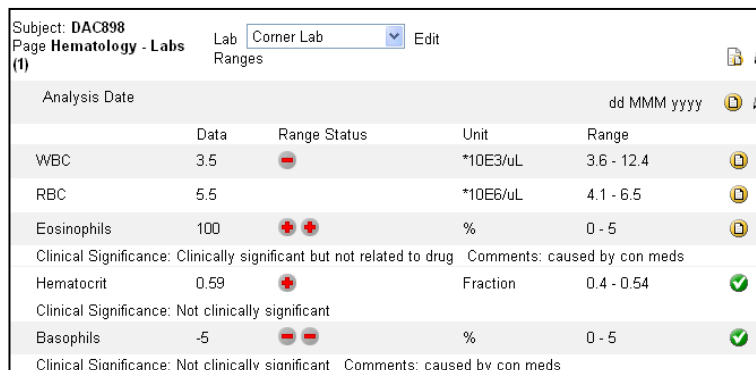 Subject: DAC898
Page Hematology - Labs (1)
Lab Corner Lab Edit
Ranges
Analysis Date dd MMM yyyy
Data Range Status Unit Range
WBC 3.5 *10E3/uL 3.6 - 12.4
RBC 5.5 *10E6/uL 4.1 - 6.5
Eosinophils 100 % 0 - 5
Clinical Significance: Clinically significant but not related to drug Comments: caused by con meds
Hematocrit 0.59 Fraction 0.4 - 0.54
Clinical Significance: Not clinically significant
Basophils -5 % 0 - 5
Clinical Significance: Not clinically significant Comments: caused by con meds